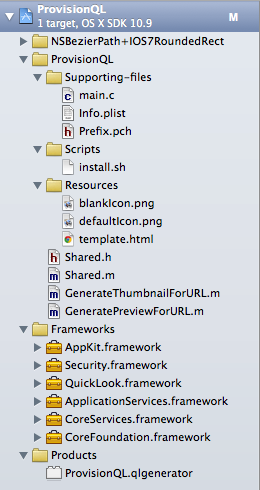 ProvisionQL
1 target, OS X SDK 10.9
M
NSBezierPath+IOS7RoundedRect
ProvisionQL
Supporting-files
main.c
Info.plist
Prefix.pch
Scripts
install.sh
Resources
blankIcon.png
defaultIcon.png
template.html
Shared.h
Shared.m
GenerateThumbnailForURL.m
GeneratePreviewForURL.m
Frameworks
AppKit.framework
Security.framework
QuickLook.framework
ApplicationServices.framework
CoreServices.framework
CoreFoundation.framework
Products
ProvisionQL.qlgenerator